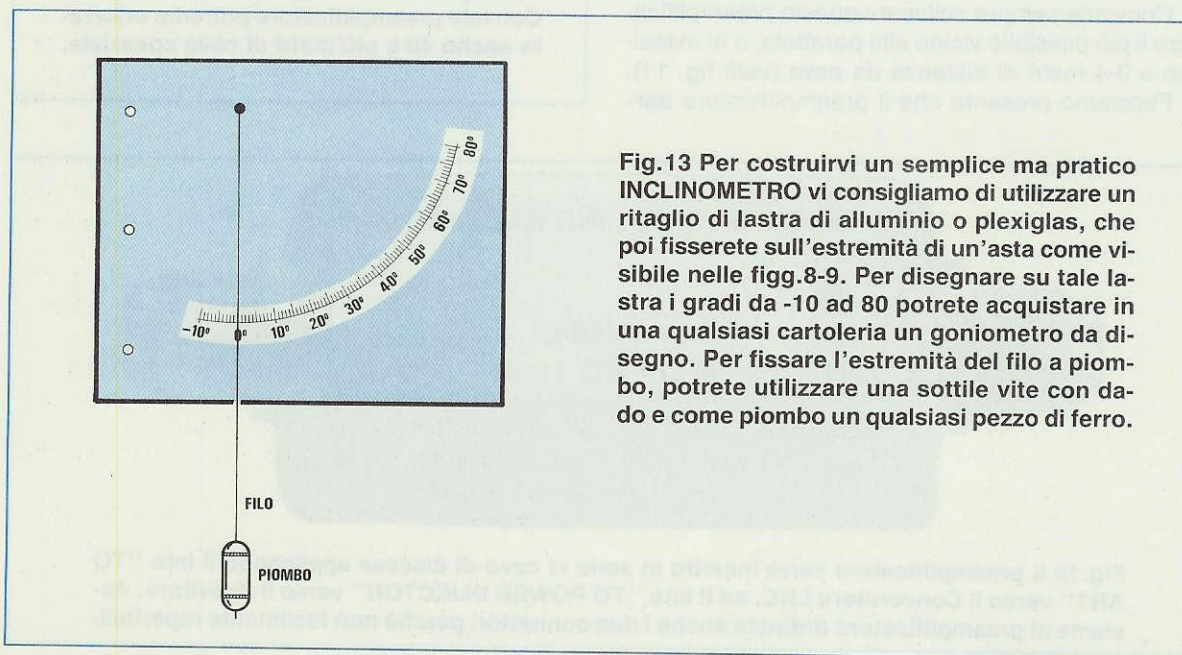 80°
70°
60°
50°
40°
30°
20°
10°
0°
-10°
FILO
PIOMBO
Fig.13 Per costruirvi un semplice ma pratico
INCLINOMETRO vi consigliamo di utilizzare un
ritaglio di lastra di alluminio o plexiglas, che
poi fisserete sull'estremità di un'asta come vi-
sibile nelle figg.8-9. Per disegnare su tale la-
stra i gradi da -10 ad 80 potrete acquistare in
una qualsiasi cartoleria un goniometro da di-
segno. Per fissare l'estremità del filo a piom-
bo, potrete utilizzare una sottile vite con da-
do e come piombo un qualsiasi pezzo di ferro.